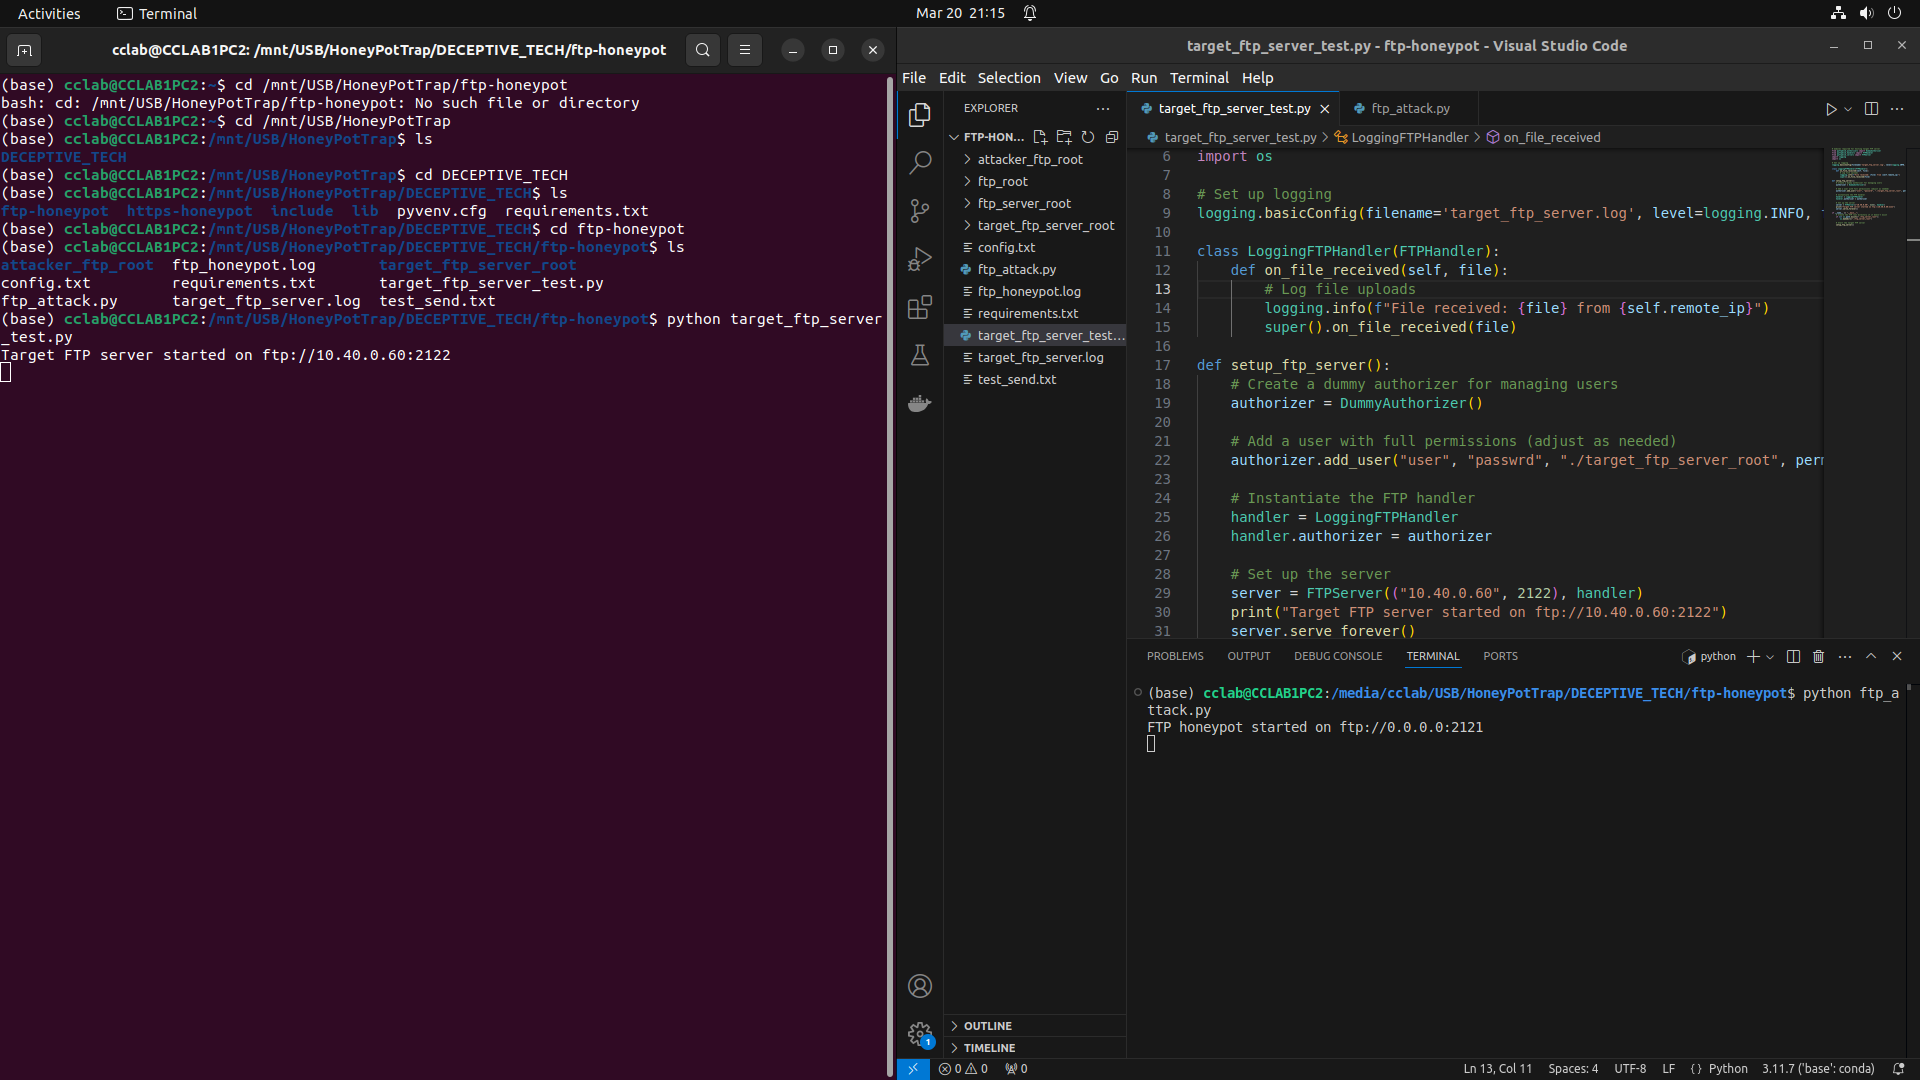 Activities
Terminal
Mar 20 21:15
cclab@CCLAB1PC2: /mnt/USB/HoneyPotTrap/DECEPTIVE_TECH/ftp-honeypot
(base) cclab@CCLAB1PC2:~$ cd /mnt/USB/HoneyPotTrap/ftp-honeypot
bash: cd: /mnt/USB/HoneyPotTrap/ftp-honeypot: No such file or directory
(base) cclab@CCLAB1PC2:~$ cd /mnt/USB/HoneyPotTrap
(base) cclab@CCLAB1PC2:/mnt/USB/HoneyPotTrap$ ls
DECEPTIVE_TECH
(base) cclab@CCLAB1PC2:/mnt/USB/HoneyPotTrap$ cd DECEPTIVE_TECH
(base) cclab@CCLAB1PC2:/mnt/USB/HoneyPotTrap/DECEPTIVE_TECH$ ls
ftp-honeypot https-honeypot include lib pyvenv.cfg requirements.txt
(base) cclab@CCLAB1PC2:/mnt/USB/HoneyPotTrap/DECEPTIVE_TECH$ cd ftp-honeypot
(base) cclab@CCLAB1PC2:/mnt/USB/HoneyPotTrap/DECEPTIVE_TECH/ftp-honeypot$ ls
attacker_ftp_root ftp_honeypot.log target_ftp_server_root
config.txt requirements.txt target_ftp_server_test.py
ftp_attack.py target_ftp_server.log test_send.txt
(base) cclab@CCLAB1PC2:/mnt/USB/HoneyPotTrap/DECEPTIVE_TECH/ftp-honeypot$ python target_ftp_server
_test.py
Target FTP server started on ftp://10.40.0.60:2122
target_ftp_server_test.py - ftp-honeypot - Visual Studio Code
File Edit Selection View Go Run Terminal Help
EXPLORER
FTP-HON...
attacker_ftp_root
ftp_root
ftp_server_root
target_ftp_server_root
config.txt
ftp_attack.py
ftp_honeypot.log
requirements.txt
target_ftp_server_test...
target_ftp_server.log
test_send.txt
OUTLINE
TIMELINE
target_ftp_server_test.py
ftp_attack.py
target_ftp_server_test.py > LoggingFTPHandler > on_file_received
6 import os
7
8 # Set up logging
9 logging.basicConfig(filename='target_ftp_server.log', level=logging.INFO,
10
11 class LoggingFTPHandler(FTPHandler):
12 def on_file_received(self, file):
13 # Log file uploads
14 logging.info(f"File received: {file} from {self.remote_ip}")
15 super().on_file_received(file)
16
17 def setup_ftp_server():
18 # Create a dummy authorizer for managing users
19 authorizer = DummyAuthorizer()
20
21 # Add a user with full permissions (adjust as needed)
22 authorizer.add_user("user", "passwrd", "./target_ftp_server_root", perm
23
24 # Instantiate the FTP handler
25 handler = LoggingFTPHandler
26 handler.authorizer = authorizer
27
28 # Set up the server
29 server = FTPServer(("10.40.0.60", 2122), handler)
30 print("Target FTP server started on ftp://10.40.0.60:2122")
31 server.serve_forever()
PROBLEMS OUTPUT DEBUG CONSOLE TERMINAL PORTS
python
(base) cclab@CCLAB1PC2:/media/cclab/USB/HoneyPotTrap/DECEPTIVE_TECH/ftp-honeypot$ python ftp_a
ttack.py
FTP honeypot started on ftp://0.0.0.0:2121
1
0 0 0
Ln 13, Col 11 Spaces: 4 UTF-8 LF {} Python 3.11.7 ('base': conda)